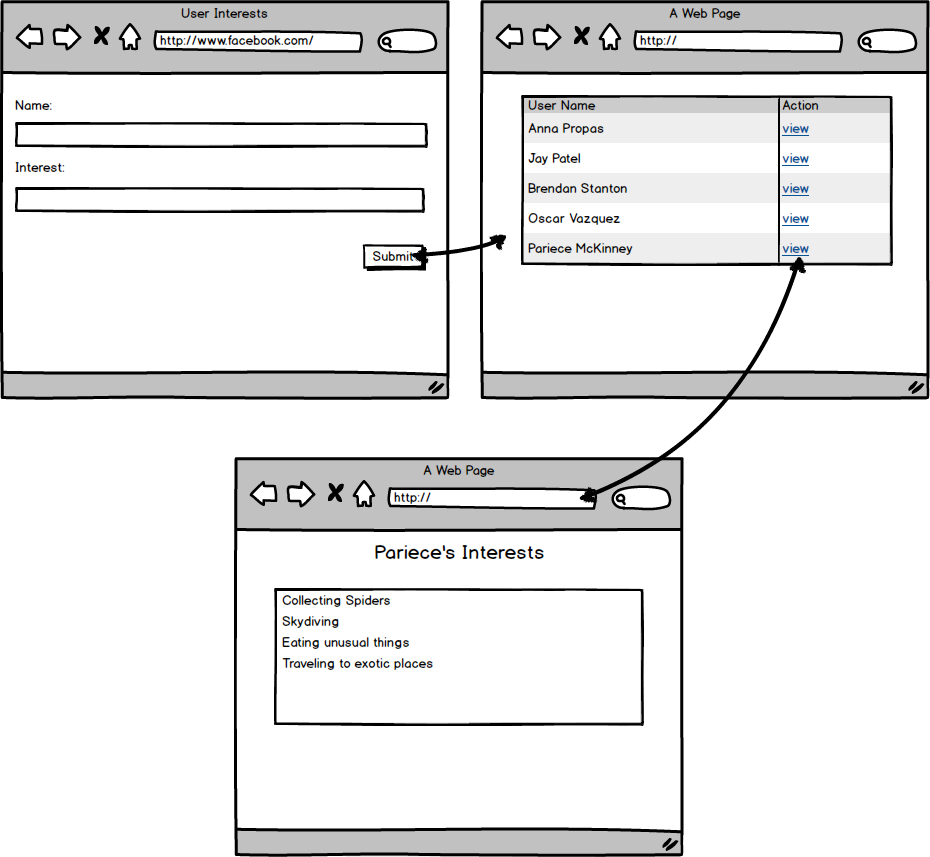 User Interests
http://www.facebook.com/
Name:
Interest:
Submit
A Web Page
http://
User Name Action
Anna Propas view
Jay Patel view
Brendan Stanton view
Oscar Vazquez view
Pariece McKinney view
A Web Page
http://
Pariece's Interests
Collecting Spiders
Skydiving
Eating unusual things
Traveling to exotic places